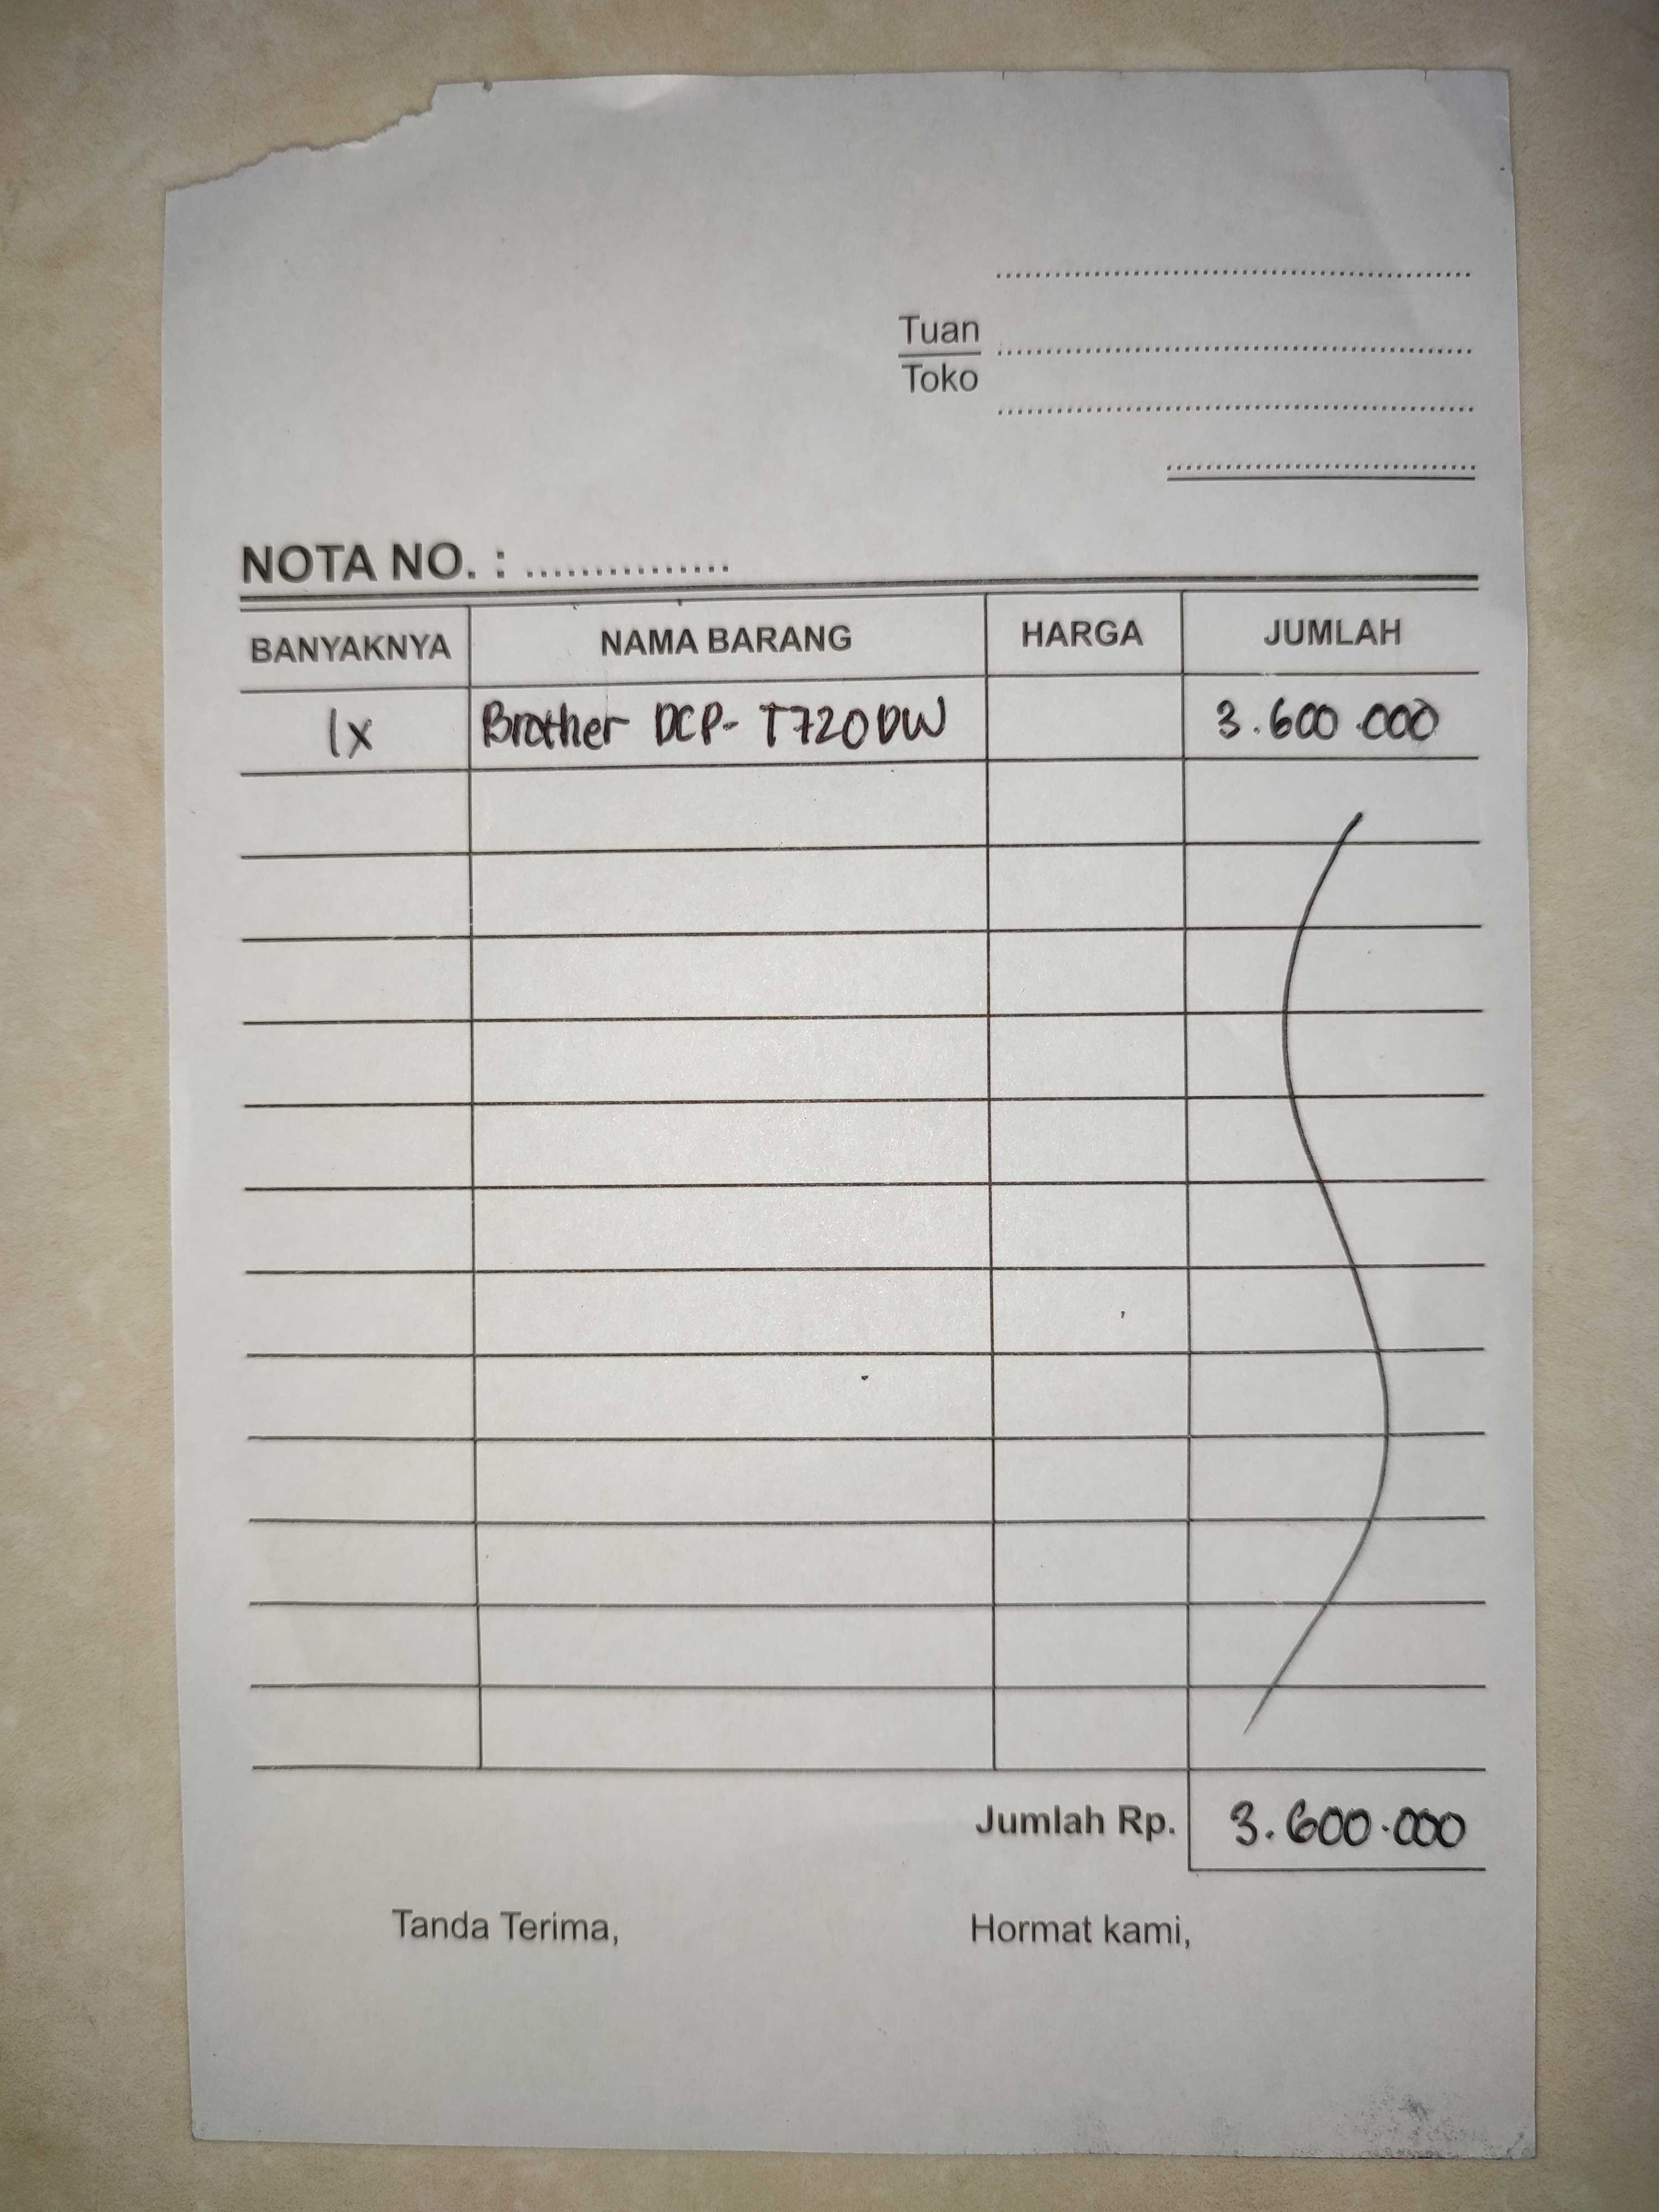 Tuan
Toko
NOTA NO. : ...............
BANYAKNYA NAMA BARANG HARGA JUMLAH
1x Brother DCP- T720DW 3.600.000
Jumlah Rp. 3.600.000
Tanda Terima, Hormat kami,